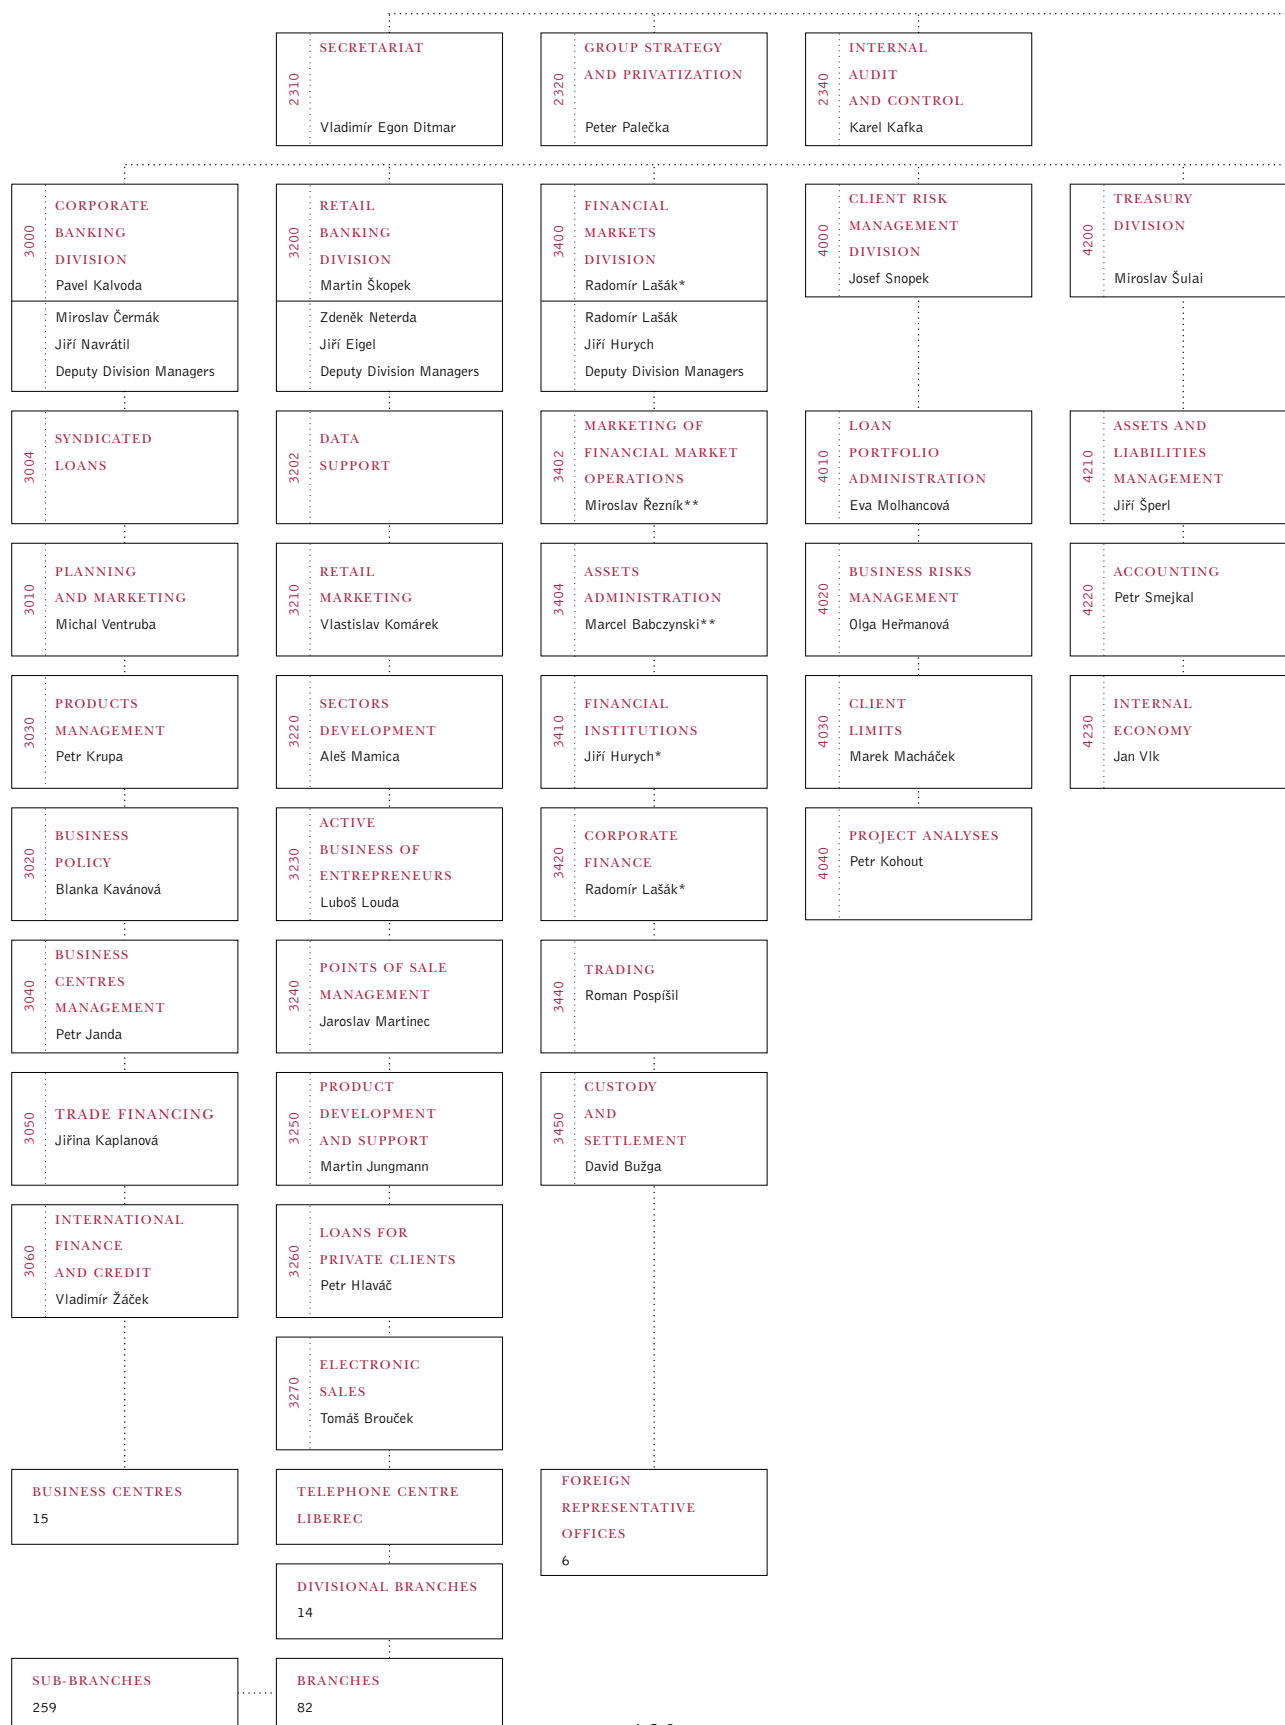 2310
SECRETARIAT
Vladimír Egon Ditmar
2320
GROUP STRATEGY
AND PRIVATIZATION
Peter Palečka
2340
INTERNAL
AUDIT
AND CONTROL
Karel Kafka
3000
CORPORATE
BANKING
DIVISION
Pavel Kalvoda
Miroslav Čermák
Jiří Navrátil
Deputy Division Managers
3200
RETAIL
BANKING
DIVISION
Martin Škopek
Zdeněk Neterda
Jiří Eigel
Deputy Division Managers
3400
FINANCIAL
MARKETS
DIVISION
Radomír Lašák*
Radomír Lašák
Jiří Hurych
Deputy Division Managers
4000
CLIENT RISK
MANAGEMENT
DIVISION
Josef Snopek
4200
TREASURY
DIVISION
Miroslav Šulai
3004
SYNDICATED
LOANS
3202
DATA
SUPPORT
3402
MARKETING OF
FINANCIAL MARKET
OPERATIONS
Miroslav Řezník**
4010
LOAN
PORTFOLIO
ADMINISTRATION
Eva Molhancová
4210
ASSETS AND
LIABILITIES
MANAGEMENT
Jiří Šperl
3010
PLANNING
AND MARKETING
Michal Ventruba
3210
RETAIL
MARKETING
Vlastislav Komárek
3404
ASSETS
ADMINISTRATION
Marcel Babczynski**
4020
BUSINESS RISKS
MANAGEMENT
Olga Heřmanová
4220
ACCOUNTING
Petr Smejkal
3030
PRODUCTS
MANAGEMENT
Petr Krupa
3220
SECTORS
DEVELOPMENT
Aleš Mamica
3410
FINANCIAL
INSTITUTIONS
Jiří Hurych*
4030
CLIENT
LIMITS
Marek Macháček
4230
INTERNAL
ECONOMY
Jan Vlk
3020
BUSINESS
POLICY
Blanka Kavánová
3230
ACTIVE
BUSINESS OF
ENTREPRENEURS
Luboš Louda
3420
CORPORATE
FINANCE
Radomír Lašák*
4040
PROJECT ANALYSES
Petr Kohout
3040
BUSINESS
CENTRES
MANAGEMENT
Petr Janda
3240
POINTS OF SALE
MANAGEMENT
Jaroslav Martinec
3440
TRADING
Roman Pospíšil
3050
TRADE FINANCING
Jiřina Kaplanová
3250
PRODUCT
DEVELOPMENT
AND SUPPORT
Martin Jungmann
3450
CUSTODY
AND
SETTLEMENT
David Bužga
3060
INTERNATIONAL
FINANCE
AND CREDIT
Vladimír Žáček
3260
LOANS FOR
PRIVATE CLIENTS
Petr Hlaváč
3270
ELECTRONIC
SALES
Tomáš Brouček
BUSINESS CENTRES
15
TELEPHONE CENTRE
LIBEREC
FOREIGN
REPRESENTATIVE
OFFICES
6
DIVISIONAL BRANCHES
14
SUB-BRANCHES
259
BRANCHES
82